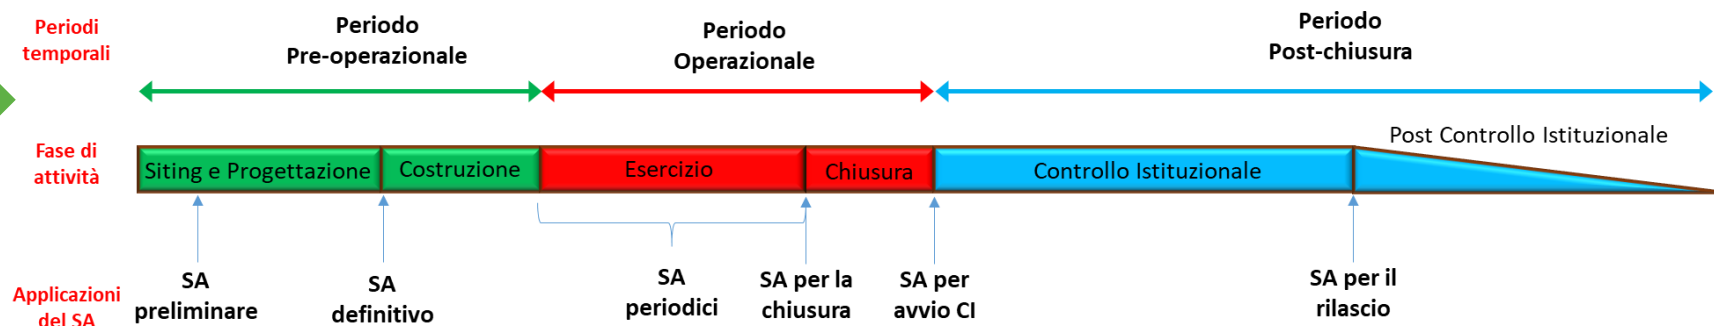 Periodi
temporali
Periodo
Pre-operazionale
Periodo
Operazionale
Periodo
Post-chiusura
Fase di
attività
Siting e Progettazione
Costruzione
Esercizio
Chiusura
Controllo Istituzionale
Post Controllo Istituzionale
Applicazioni
del SA
SA
preliminare
SA
definitivo
SA
periodici
SA per la
chiusura
SA per
avvio CI
SA per il
rilascio